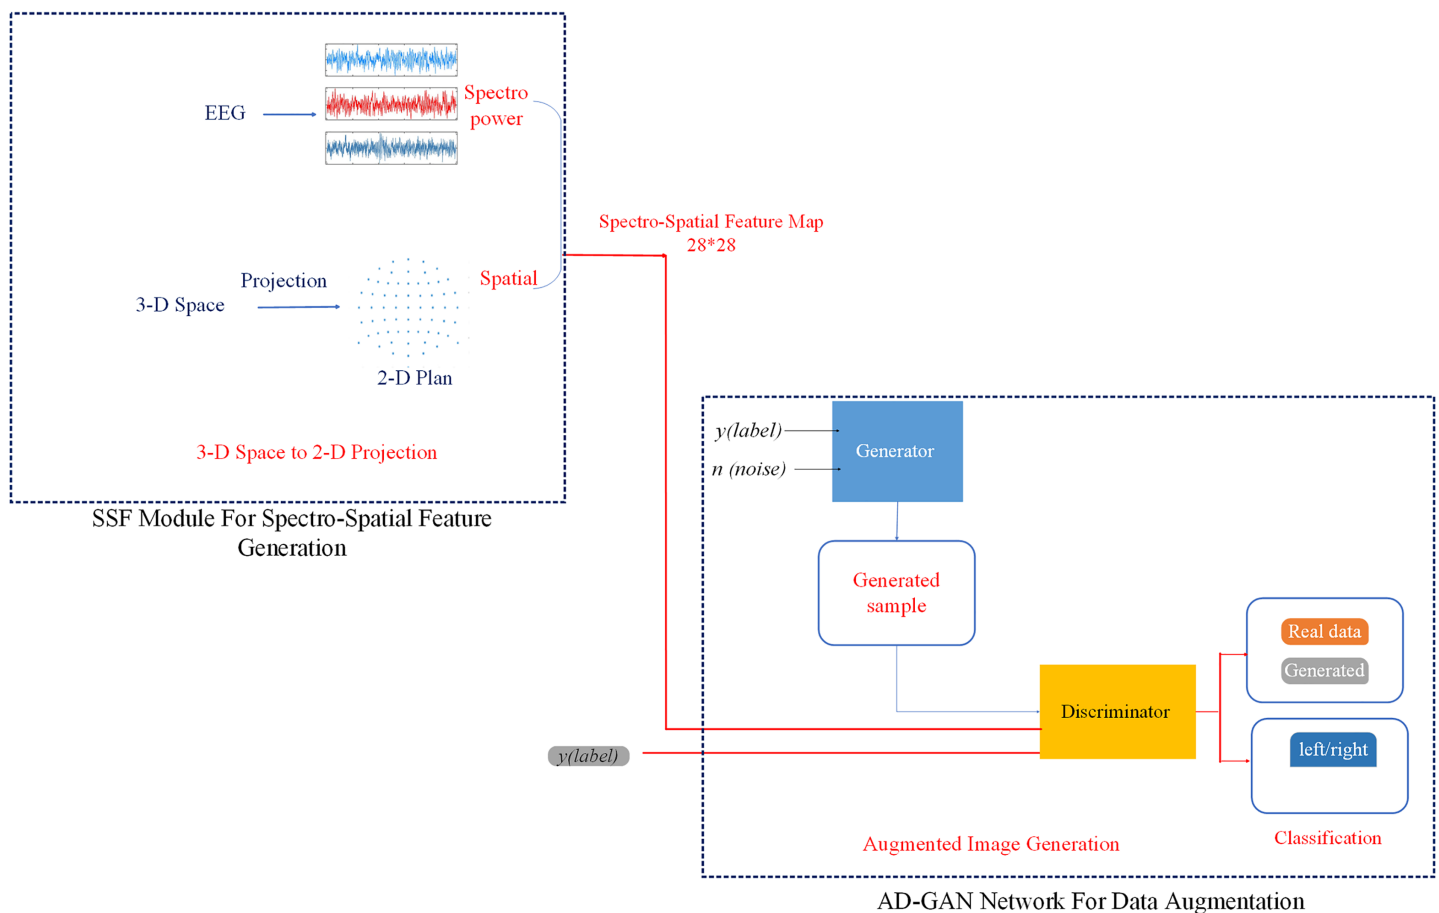 EEG
Spectro
power
Projection
3-D Space
Spatial
2-D Plan
3-D Space to 2-D Projection
SSF Module For Spectro-Spatial Feature
Generation
Spectro-Spatial Feature Map
28*28
y(label)
n (noise)
Generator
Generated
sample
Discriminator
y(label)
Real data
Generated
left/right
Classification
Augmented Image Generation
AD-GAN Network For Data Augmentation